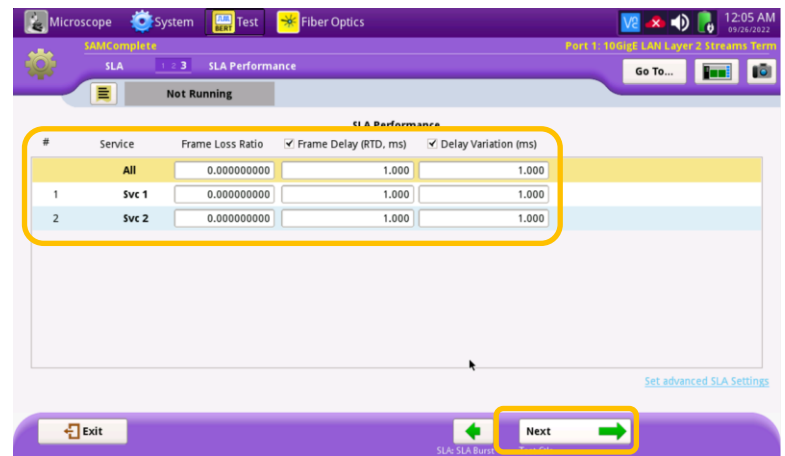 Microscope System Test Fiber Optics 12:05 AM
09/26/2022
SAMComplete Port 1: 10GigE LAN Layer 2 Streams Term
SLA 1 2 3 SLA Performance Go To...
Not Running
SLA Performance
# Service Frame Loss Ratio Frame Delay (RTD, ms) Delay Variation (ms)
All 0.000000000 1.000 1.000
1 Svc 1 0.000000000 1.000 1.000
2 Svc 2 0.000000000 1.000 1.000
Set advanced SLA Settings
Exit Next
SLA: SLA Burst